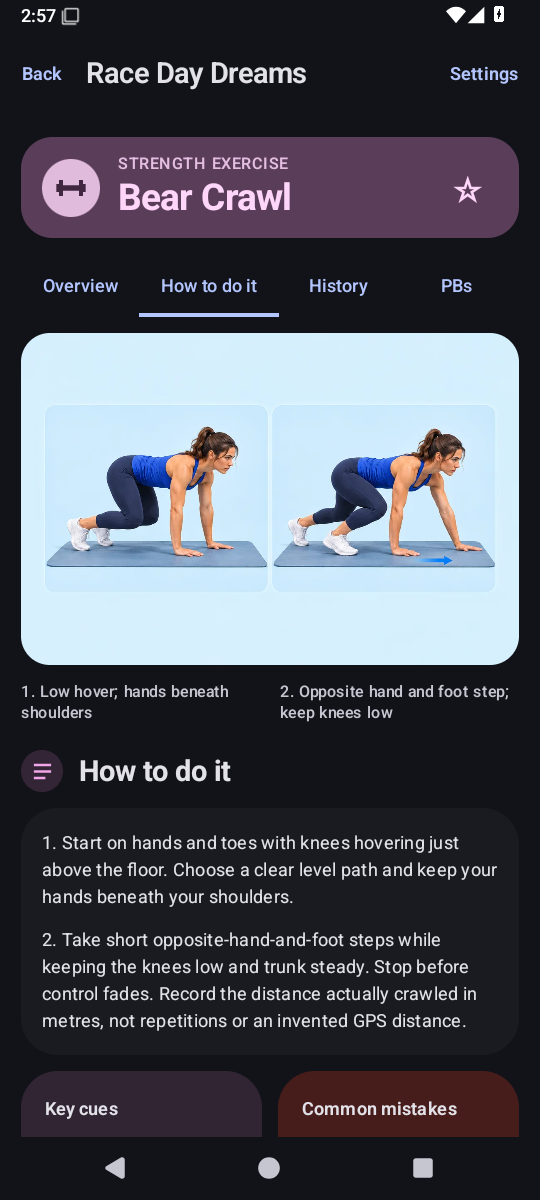 2:57
Back
Race Day Dreams
Settings
STRENGTH EXERCISE
Bear Crawl
Overview
How to do it
History
PBs
1. Low hover; hands beneath
shoulders
2. Opposite hand and foot step;
keep knees low
How to do it
1. Start on hands and toes with knees hovering just
above the floor. Choose a clear level path and keep your
hands beneath your shoulders.
2. Take short opposite-hand-and-foot steps while
keeping the knees low and trunk steady. Stop before
control fades. Record the distance actually crawled in
metres, not repetitions or an invented GPS distance.
Key cues
Common mistakes